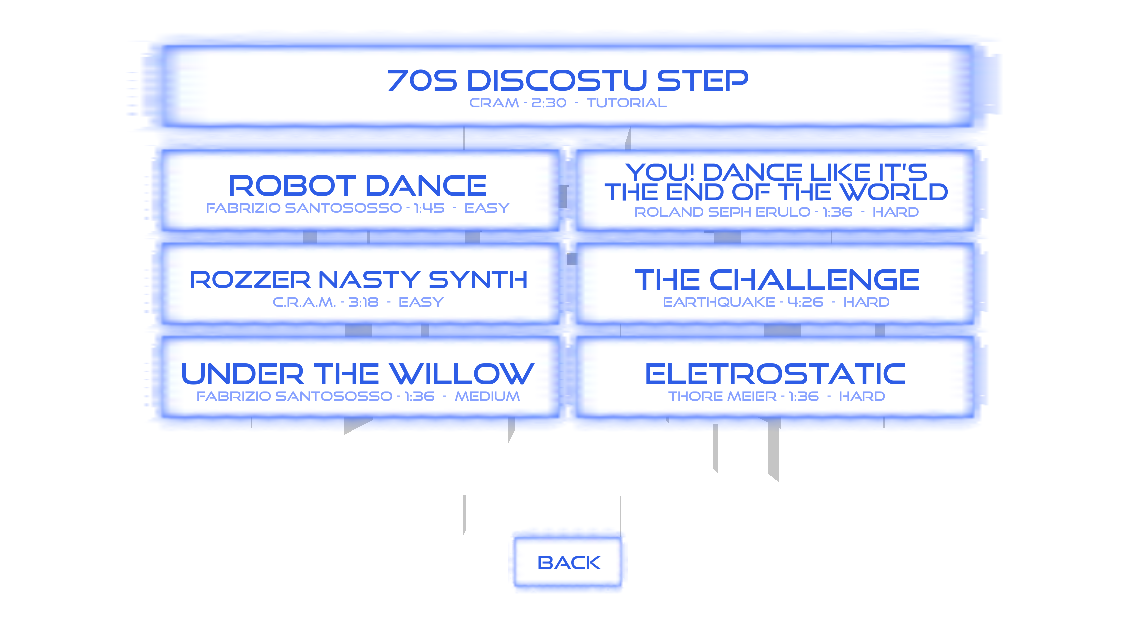 70S DISCOSTU STEP
CRAM - 2:30 - TUTORIAL
ROBOT DANCE
FABRIZIO SANTOSOSSO - 1:45 - EASY
YOU! DANCE LIKE IT'S
THE END OF THE WORLD
ROLAND SEPH ERULO - 1:36 - HARD
ROZZER NASTY SYNTH
C.R.A.M. - 3:18 - EASY
THE CHALLENGE
EARTHQUAKE - 4:26 - HARD
UNDER THE WILLOW
FABRIZIO SANTOSOSSO - 1:36 - MEDIUM
ELETROSTATIC
THORE MEIER - 1:36 - HARD
BACK